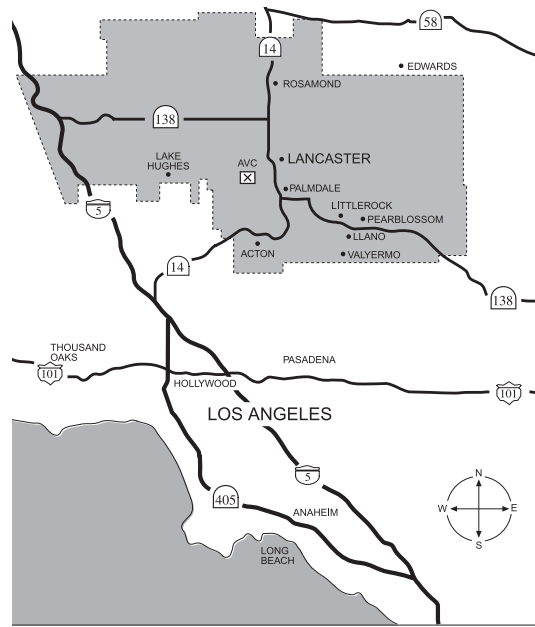 58
14
EDWARDS
ROSAMOND
138
LAKE
HUGHES
AVC
LANCASTER
PALMDALE
5
LITTLEROCK
PEARBLOSSOM
LLANO
ACTON
VALYERMO
14
138
THOUSAND
OAKS
PASADENA
101
HOLLYWOOD
101
LOS ANGELES
5
405
ANAHEIM
LONG
BEACH
N
W E
S